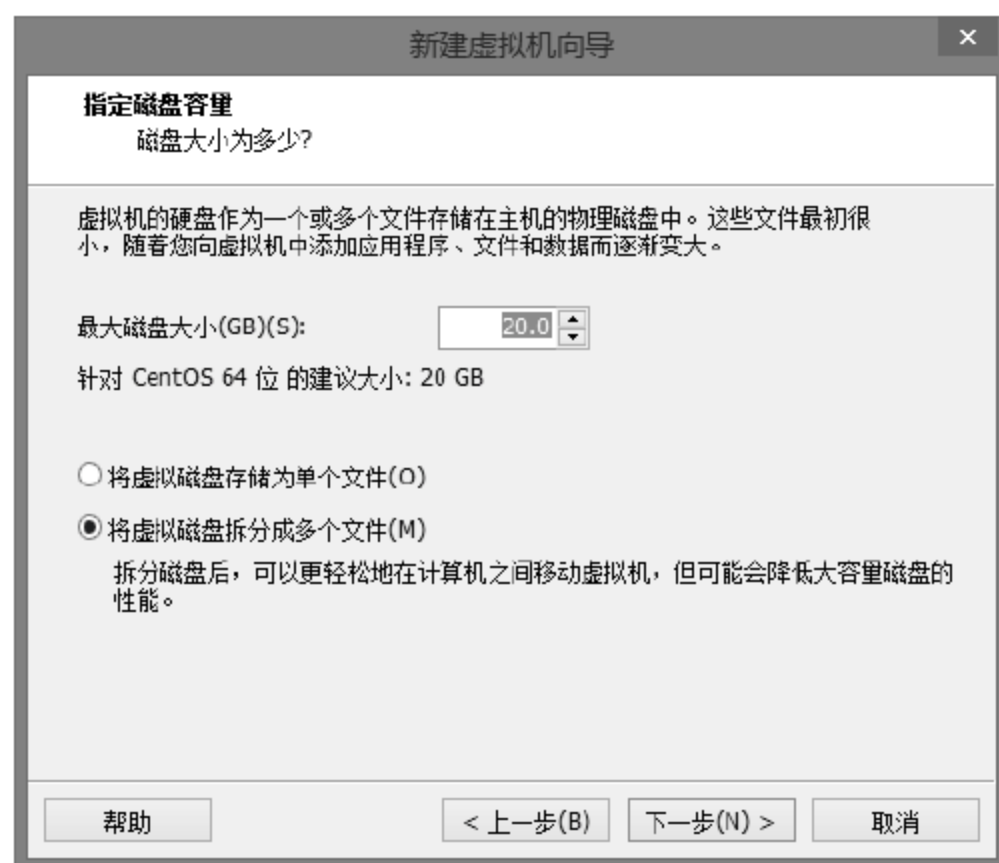 新建虚拟机向导
×
指定磁盘容量
磁盘大小为多少?
虚拟机的硬盘作为一个或多个文件存储在主机的物理磁盘中。这些文件最初很
小，随着您向虚拟机中添加应用程序、文件和数据而逐渐变大。
最大磁盘大小(GB)(S): 20.0
针对 CentOS 64 位 的建议大小: 20 GB
将虚拟磁盘存储为单个文件(O)
将虚拟磁盘拆分成多个文件(M)
拆分磁盘后，可以更轻松地在计算机之间移动虚拟机，但可能会降低大容量磁盘的
性能。
帮助 < 上一步(B) 下一步(N) > 取消